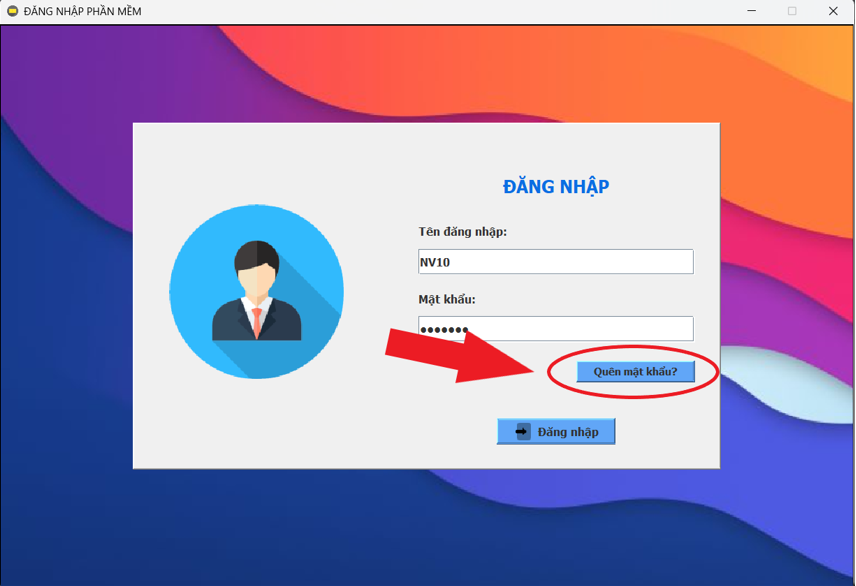 ĐĂNG NHẬP PHẦN MỀM
ĐĂNG NHẬP
Tên đăng nhập:
NV10
Mật khẩu:
Quên mật khẩu?
Đăng nhập